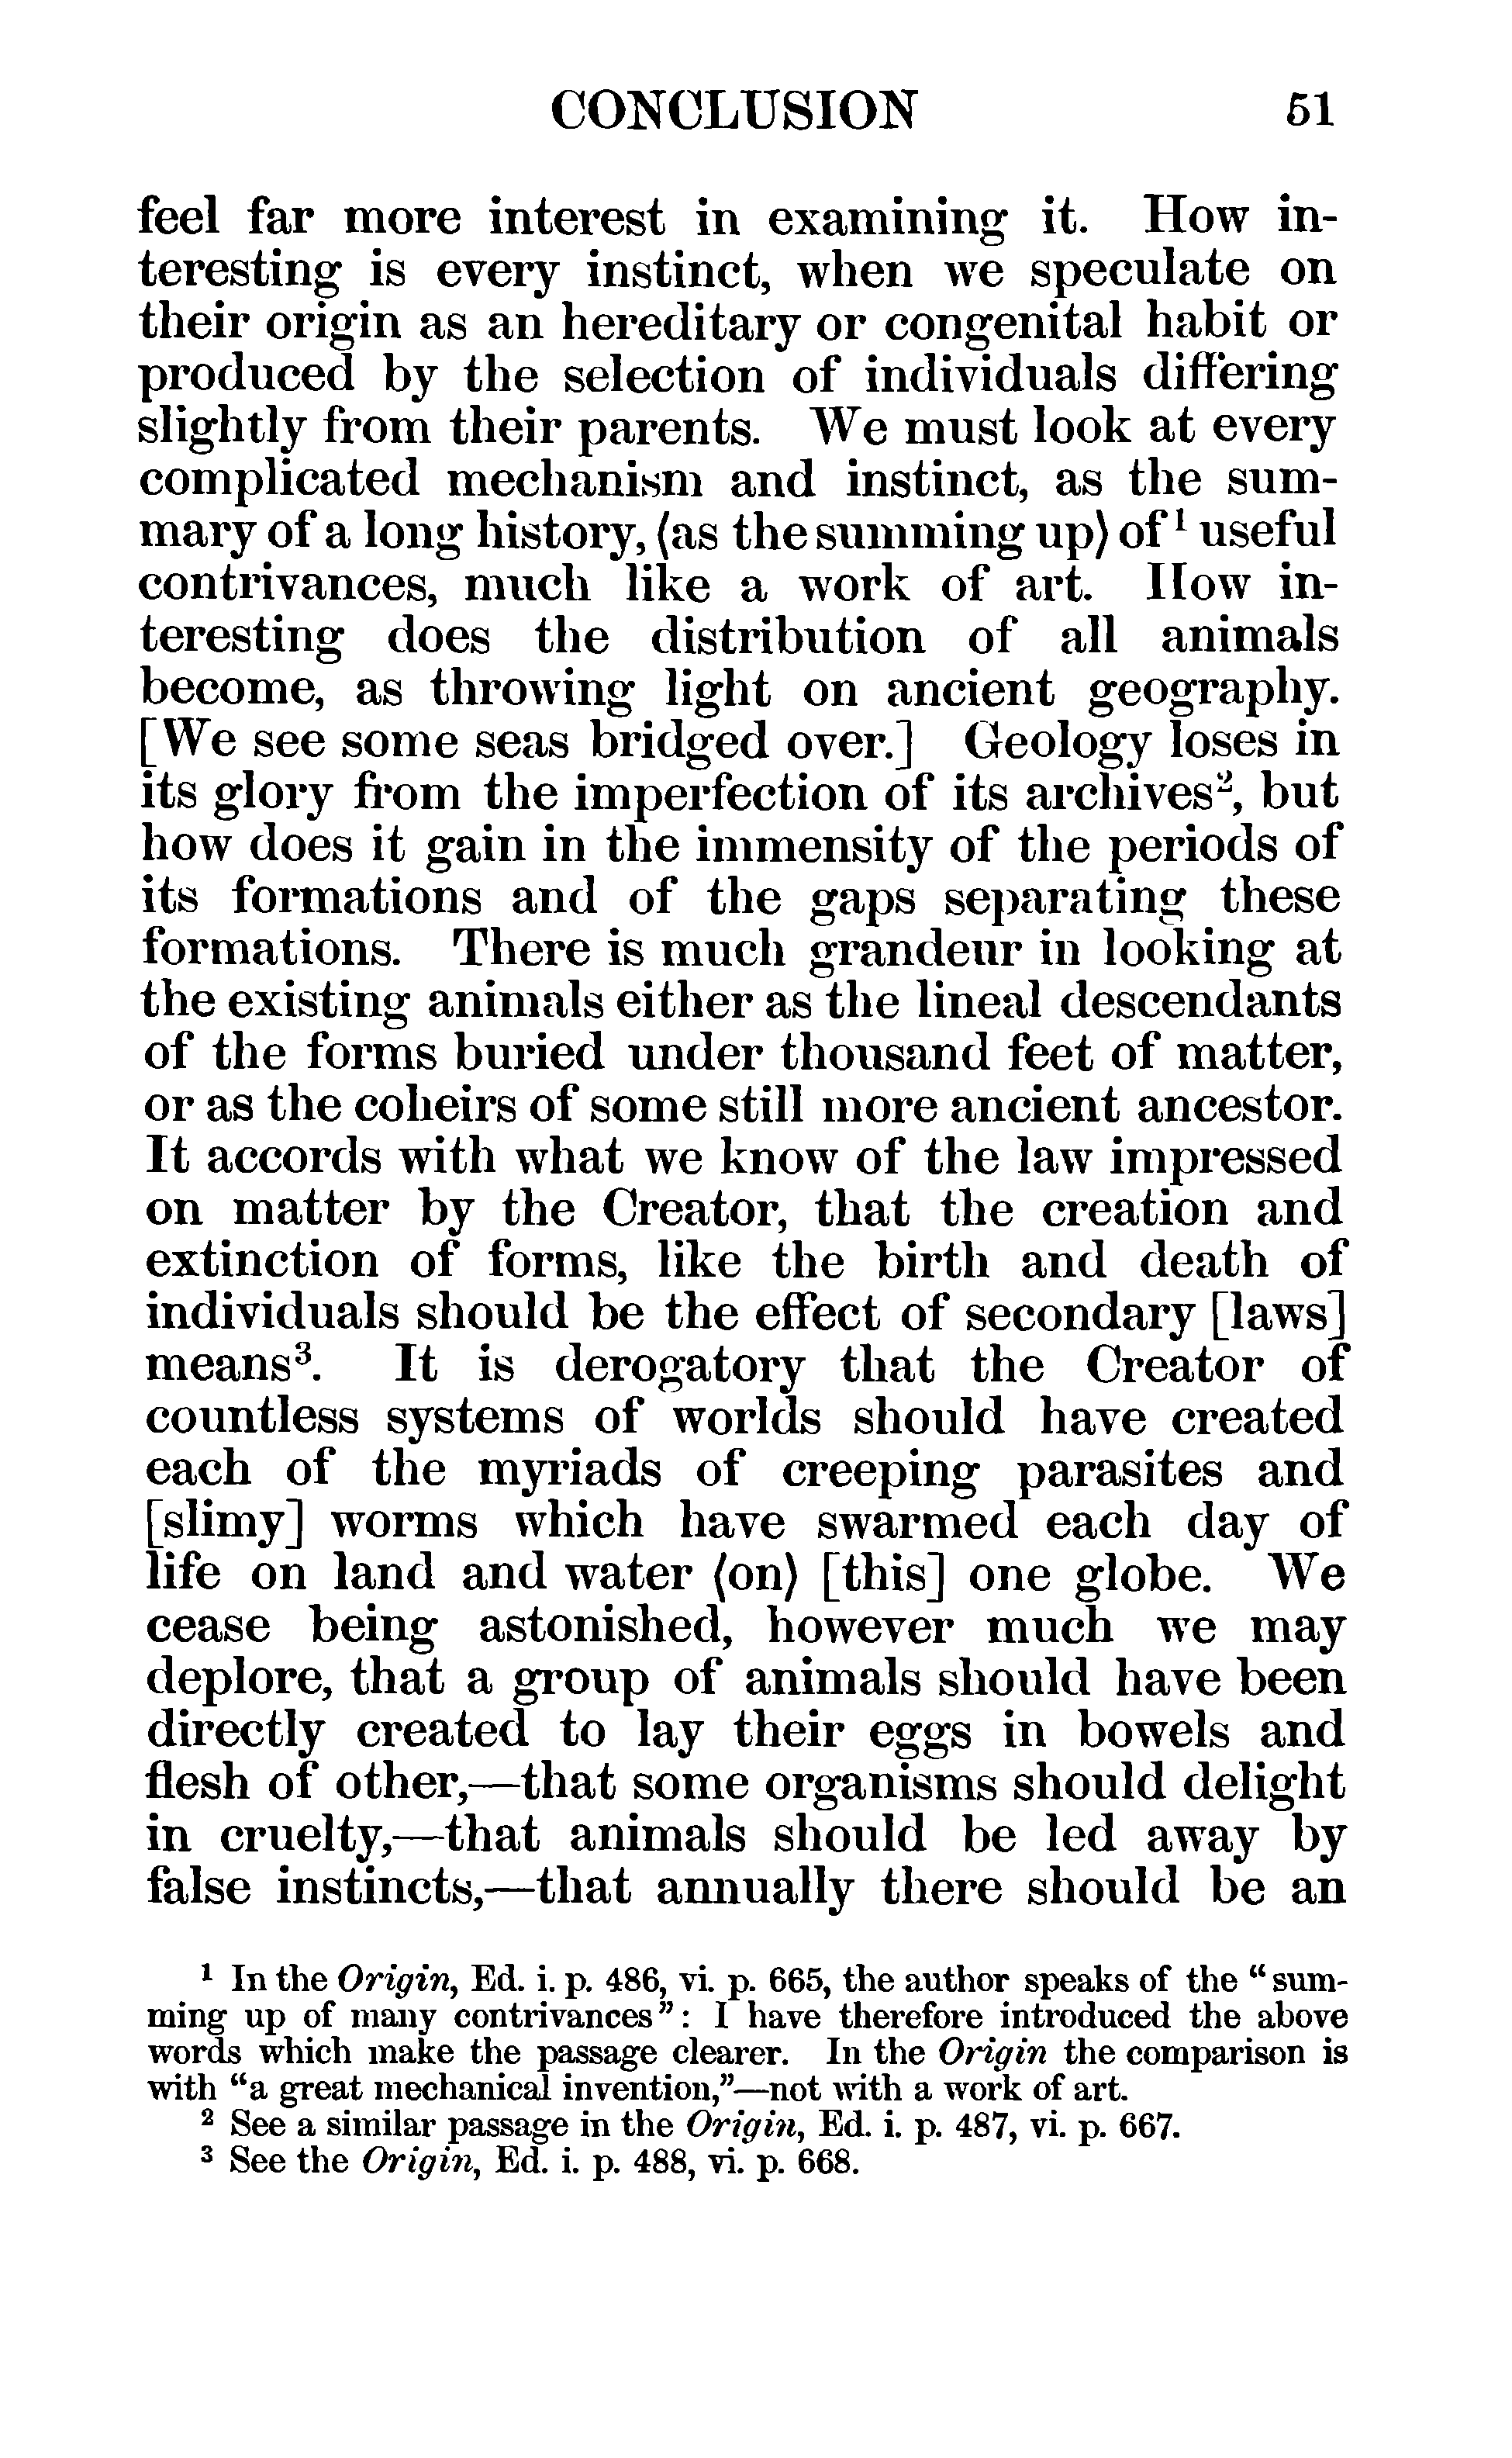 CONCLUSION 51
feel far more interest in examining it. How in-
teresting is every instinct, when we speculate on
their origin as an hereditary or congenital habit or
produced by the selection of individuals differing
slightly from their parents. We must look at every
complicated mechanism and instinct, as the sum-
mary of a long history, ⟨as the summing up⟩ of¹ useful
contrivances, much like a work of art. How in-
teresting does the distribution of all animals
become, as throwing light on ancient geography.
[We see some seas bridged over.] Geology loses in
its glory from the imperfection of its archives², but
how does it gain in the immensity of the periods of
its formations and of the gaps separating these
formations. There is much grandeur in looking at
the existing animals either as the lineal descendants
of the forms buried under thousand feet of matter,
or as the coheirs of some still more ancient ancestor.
It accords with what we know of the law impressed
on matter by the Creator, that the creation and
extinction of forms, like the birth and death of
individuals should be the effect of secondary [laws]
means³. It is derogatory that the Creator of
countless systems of worlds should have created
each of the myriads of creeping parasites and
[slimy] worms which have swarmed each day of
life on land and water ⟨on⟩ [this] one globe. We
cease being astonished, however much we may
deplore, that a group of animals should have been
directly created to lay their eggs in bowels and
flesh of other,—that some organisms should delight
in cruelty,—that animals should be led away by
false instincts,—that annually there should be an
¹ In the Origin, Ed. i. p. 486, vi. p. 665, the author speaks of the "sum-
ming up of many contrivances": I have therefore introduced the above
words which make the passage clearer. In the Origin the comparison is
with "a great mechanical invention,"—not with a work of art.
² See a similar passage in the Origin, Ed. i. p. 487, vi. p. 667.
³ See the Origin, Ed. i. p. 488, vi. p. 668.